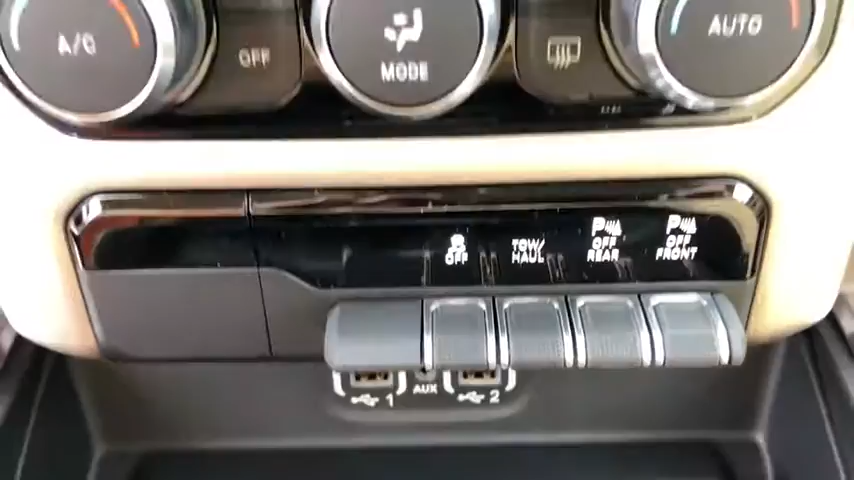 A/C
OFF
MODE
AUTO
OFF
TOW/
HAUL
P
OFF
REAR
P
OFF
FRONT
1
AUX
2